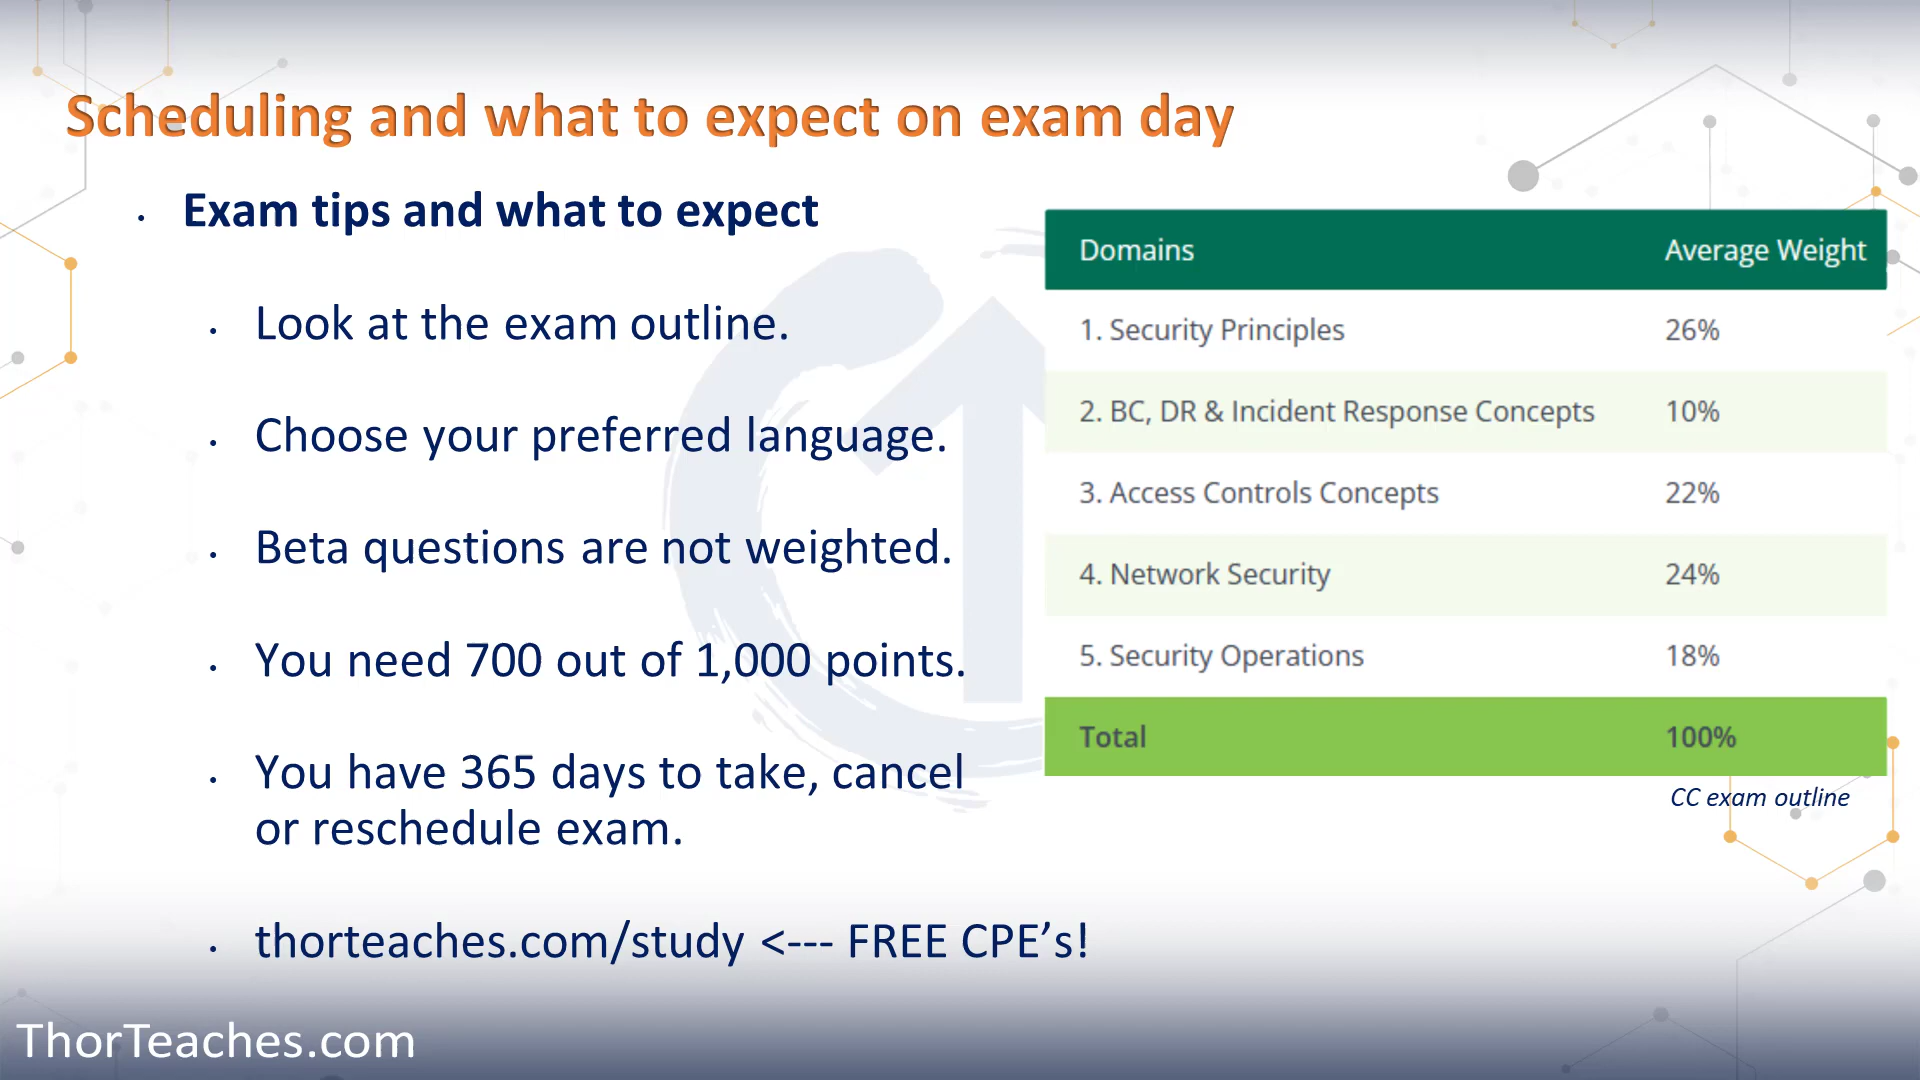 Scheduling and what to expect on exam day
• Exam tips and what to expect
• Look at the exam outline.
• Choose your preferred language.
• Beta questions are not weighted.
• You need 700 out of 1,000 points.
• You have 365 days to take, cancel
or reschedule exam.
• thorteaches.com/study <--- FREE CPE’s!
Domains Average Weight
1. Security Principles 26%
2. BC, DR & Incident Response Concepts 10%
3. Access Controls Concepts 22%
4. Network Security 24%
5. Security Operations 18%
Total 100%
CC exam outline
ThorTeaches.com